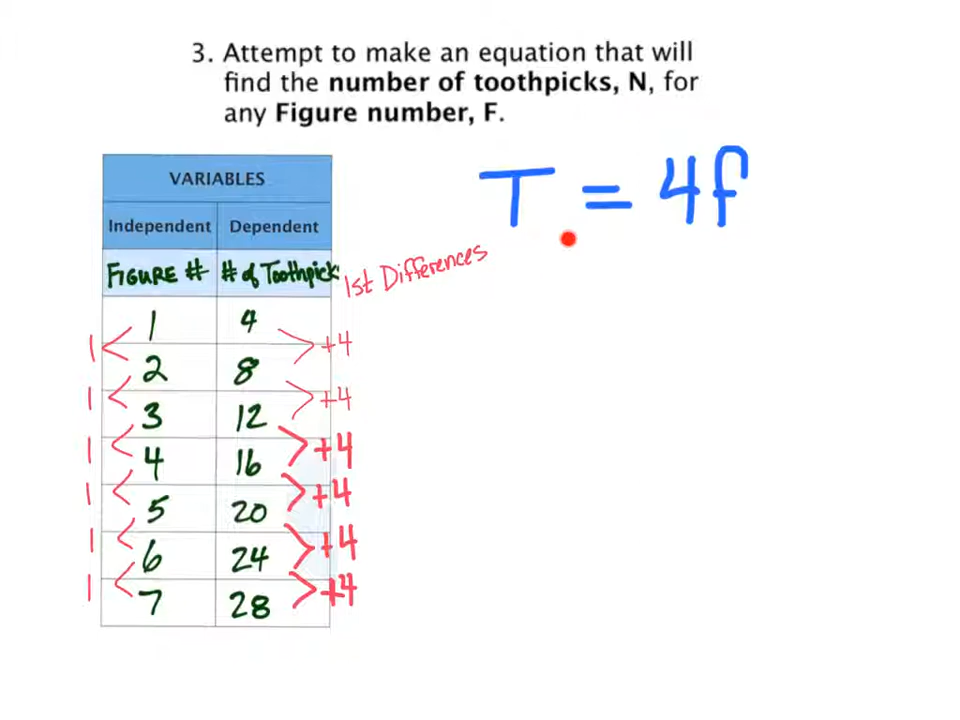 3. Attempt to make an equation that will
find the number of toothpicks, N, for
any Figure number, F.
T = 4f
VARIABLES
Independent Dependent
FIGURE # # of Toothpicks
1st Differences
1 4
1 +4
2 8
1 +4
3 12
1 +4
4 16
1 +4
5 20
1 +4
6 24
1 +4
7 28